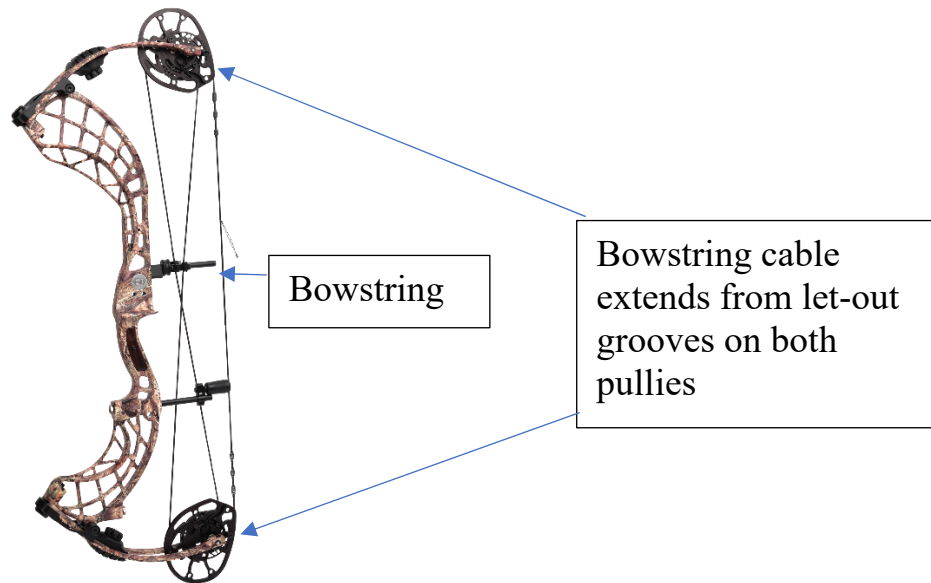 Bowstring
Bowstring cable
extends from let-out
grooves on both
pullies